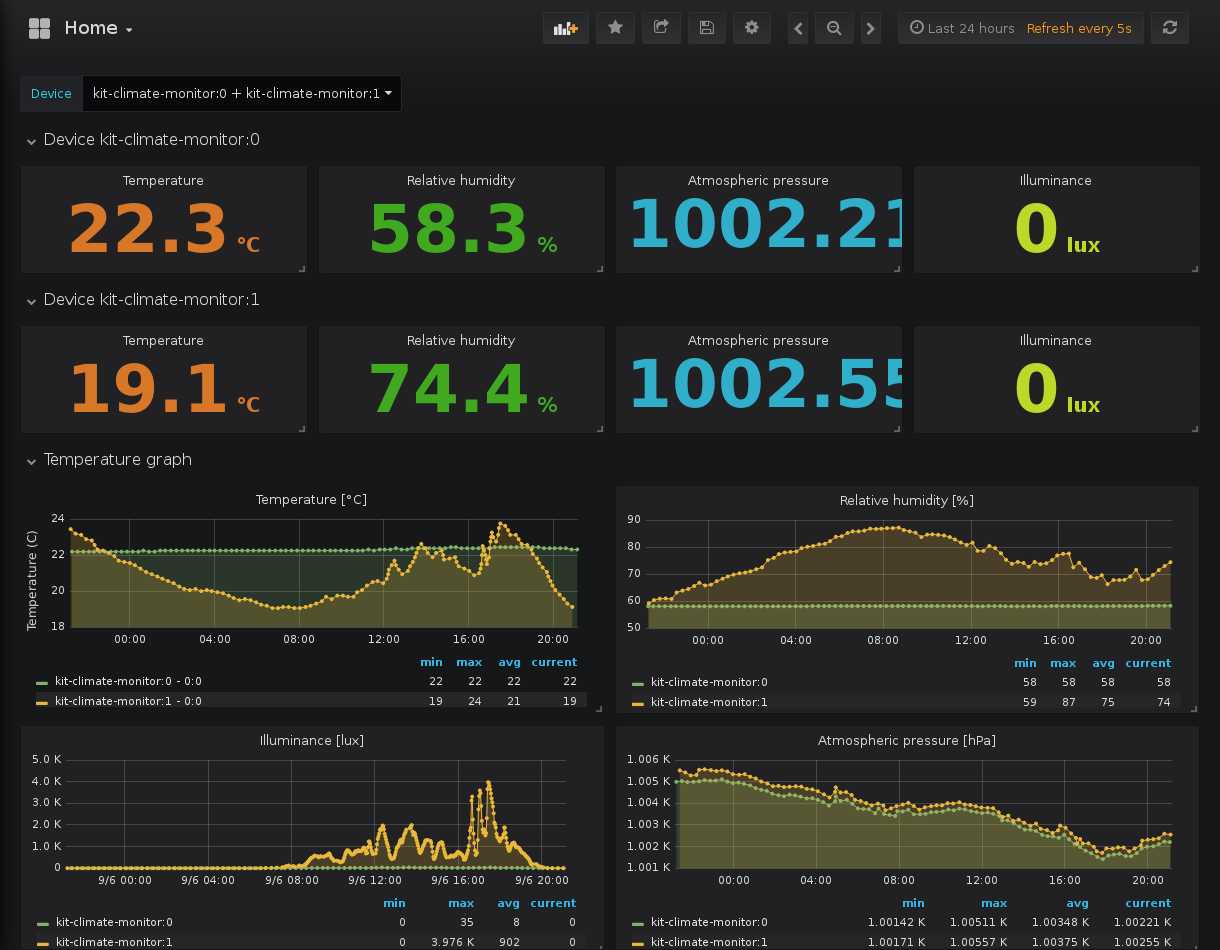 Home
Last 24 hours Refresh every 5s
Device kit-climate-monitor:0 + kit-climate-monitor:1
Device kit-climate-monitor:0
Temperature Relative humidity Atmospheric pressure Illuminance
22.3 °C 58.3 % 1002.21 0 lux
Device kit-climate-monitor:1
Temperature Relative humidity Atmospheric pressure Illuminance
19.1 °C 74.4 % 1002.55 0 lux
Temperature graph
Temperature [°C]
Temperature (C)
24
22
20
18
00:00 04:00 08:00 12:00 16:00 20:00
min max avg current
kit-climate-monitor:0 - 0:0 22 22 22 22
kit-climate-monitor:1 - 0:0 19 24 21 19
Relative humidity [%]
90
80
70
60
50
00:00 04:00 08:00 12:00 16:00 20:00
min max avg current
kit-climate-monitor:0 58 58 58 58
kit-climate-monitor:1 59 87 75 74
Illuminance [lux]
5.0 K
4.0 K
3.0 K
2.0 K
1.0 K
0
9/6 00:00 9/6 04:00 9/6 08:00 9/6 12:00 9/6 16:00 9/6 20:00
min max avg current
kit-climate-monitor:0 0 35 8 0
kit-climate-monitor:1 0 3.976 K 902 0
Atmospheric pressure [hPa]
1.006 K
1.005 K
1.004 K
1.003 K
1.002 K
1.001 K
00:00 04:00 08:00 12:00 16:00 20:00
min max avg current
kit-climate-monitor:0 1.00142 K 1.00511 K 1.00348 K 1.00221 K
kit-climate-monitor:1 1.00171 K 1.00557 K 1.00375 K 1.00255 K